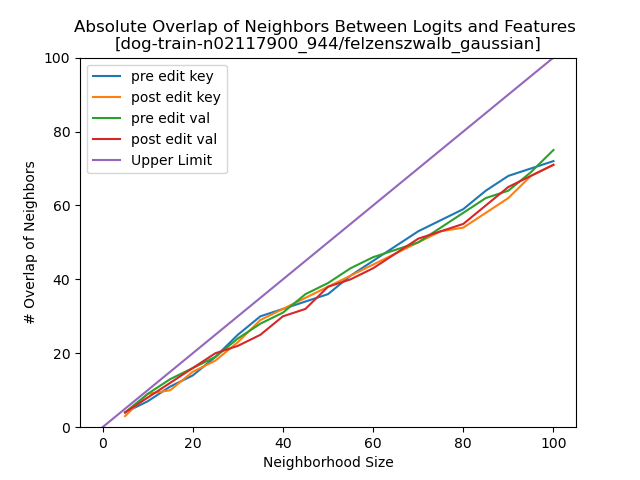 Absolute Overlap of Neighbors Between Logits and Features
[dog-train-n02117900_944/felzenszwalb_gaussian]
pre edit key
post edit key
pre edit val
post edit val
Upper Limit
# Overlap of Neighbors
100
80
60
40
20
0
0 20 40 60 80 100
Neighborhood Size